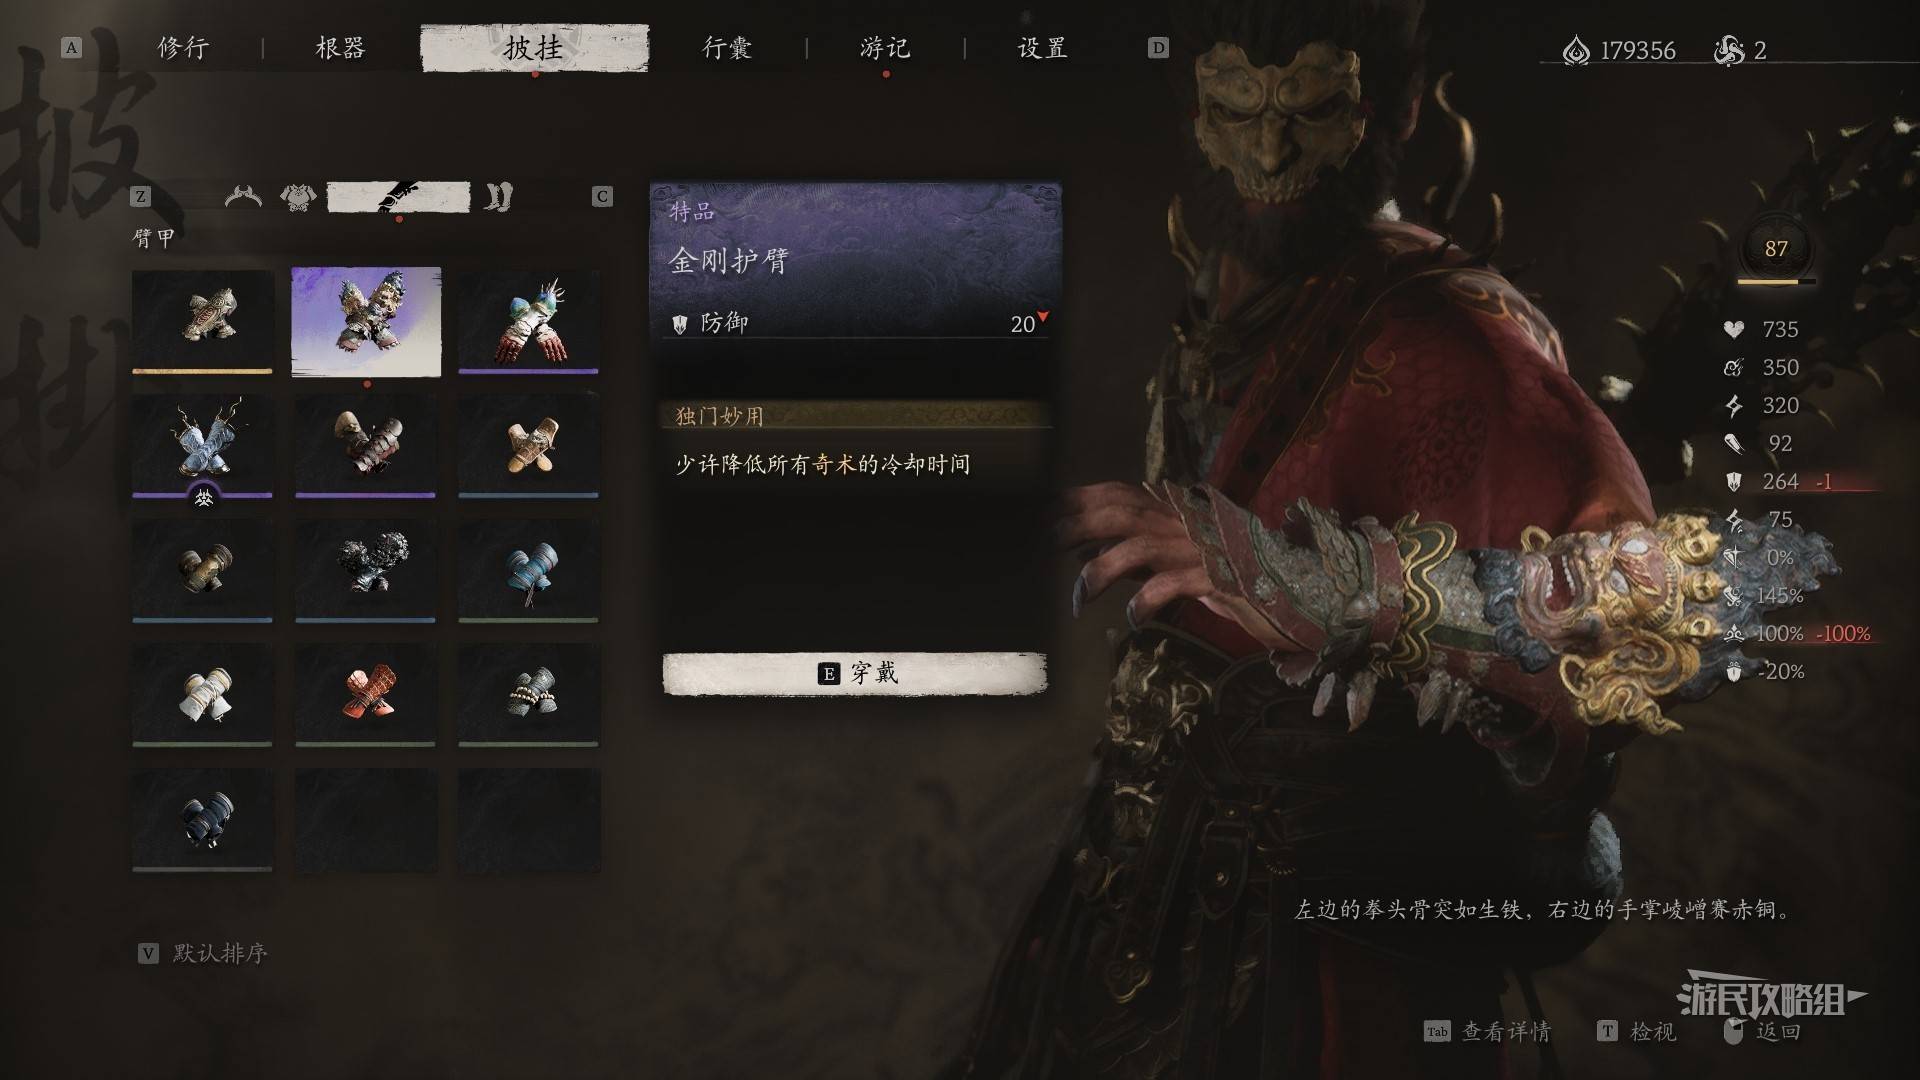 A 修行 根器 披挂 行囊 游记 设置 D
179356 2
披挂
Z C
臂甲
特品
金刚护臂
防御 20
独门妙用
少许降低所有奇术的冷却时间
E 穿戴
87
735
350
320
92
264 -1
75
0%
145%
100% -100%
-20%
左边的拳头骨突如生铁，右边的手掌崚嶒赛赤铜。
V 默认排序
游民攻略组
Tab 查看详情 T 检视 返回